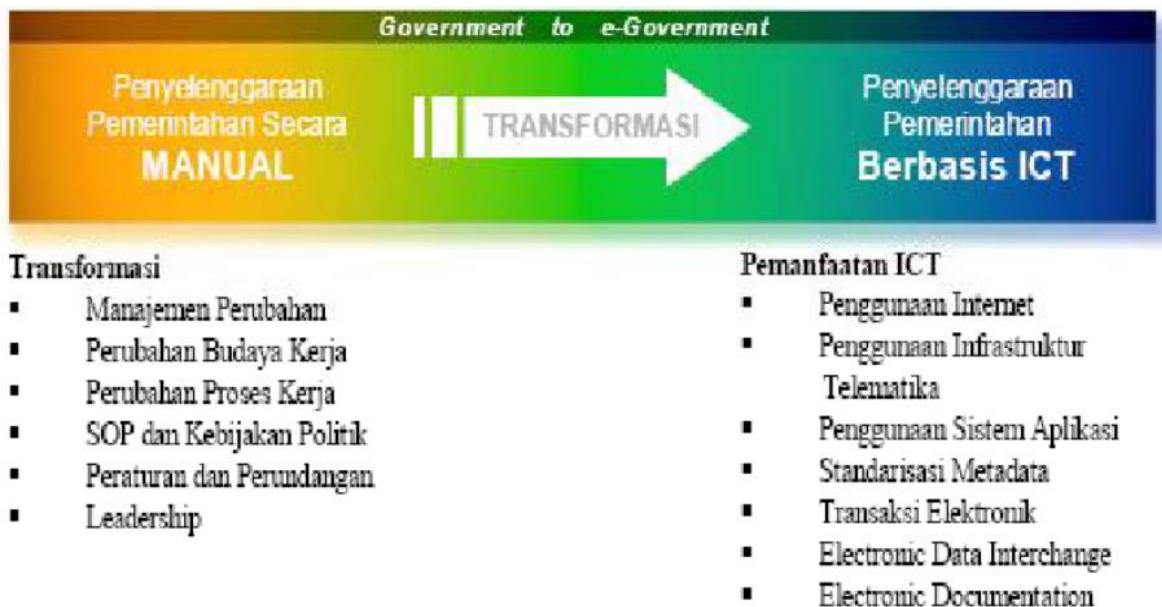 Government to e-Government
Penyelenggaraan
Pemerintahan Secara
MANUAL
TRANSFORMASI
Penyelenggaraan
Pemerintahan
Berbasis ICT
Transformasi
▪ Manajemen Perubahan
▪ Perubahan Budaya Kerja
▪ Perubahan Proses Kerja
▪ SOP dan Kebijakan Politik
▪ Peraturan dan Perundangan
▪ Leadership
Pemanfaatan ICT
▪ Penggunaan Internet
▪ Penggunaan Infrastruktur
Telematika
▪ Penggunaan Sistem Aplikasi
▪ Standarisasi Metadata
▪ Transaksi Elektronik
▪ Electronic Data Interchange
▪ Electronic Documentation